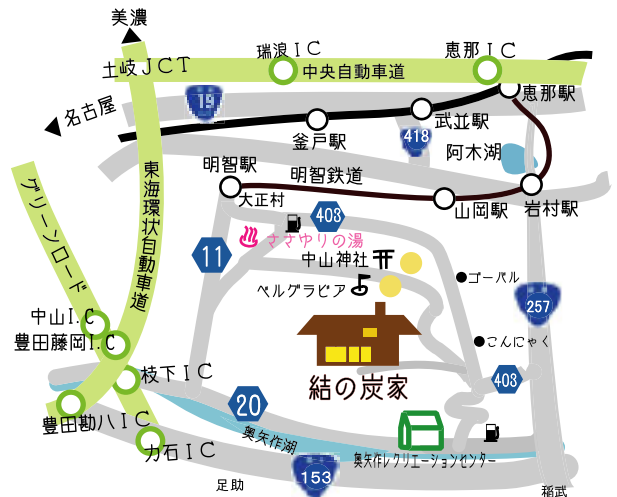 美濃
土岐JCT
瑞浪IC
恵那IC
中央自動車道
恵那駅
名古屋
19
釜戸駅
武並駅
418
阿木湖
東海環状自動車道
明智駅
明智鉄道
大正村
山岡駅
岩村駅
グリーンロード
403
ささゆりの湯
11
中山神社
ゴーバル
ベルグラビア
257
中山I.C
豊田藤岡I.C
こんにゃく
枝下IC
結の炭家
403
20
豊田勘八IC
奥矢作湖
力石IC
奥矢作レクリエーションセンター
153
足助
稲武